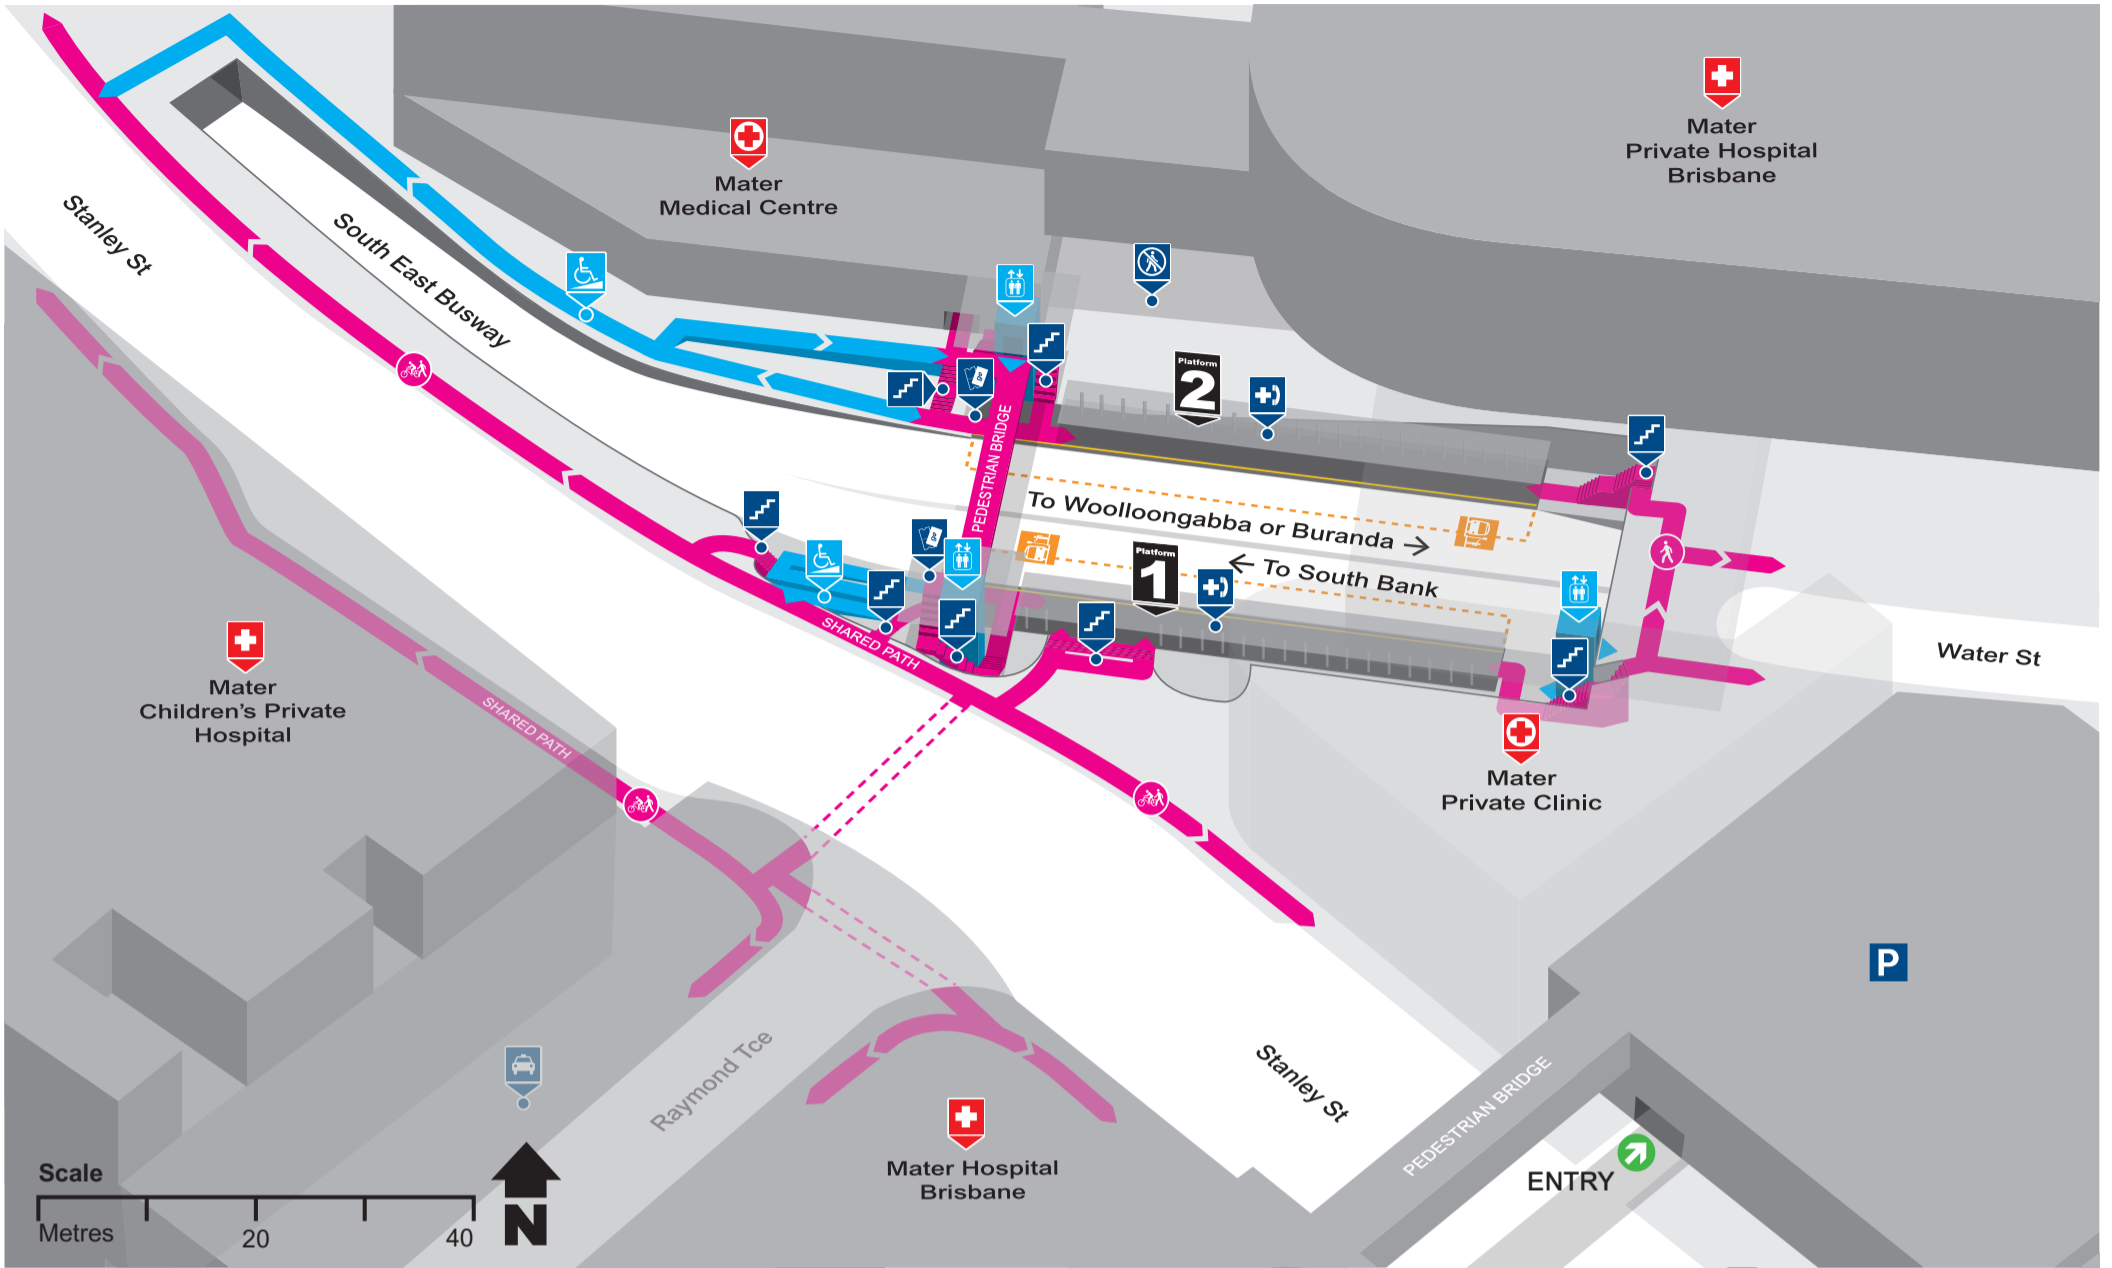 Mater
Private Hospital
Brisbane
Mater
Medical Centre
Stanley St
South East Busway
Platform
2
PEDESTRIAN BRIDGE
To Woolloongabba or Buranda
Platform
1
To South Bank
SHARED PATH
Water St
Mater
Children's Private
Hospital
SHARED PATH
Mater
Private Clinic
P
Raymond Tce
Stanley St
PEDESTRIAN BRIDGE
Mater Hospital
Brisbane
ENTRY
Scale
Metres
20
40
N